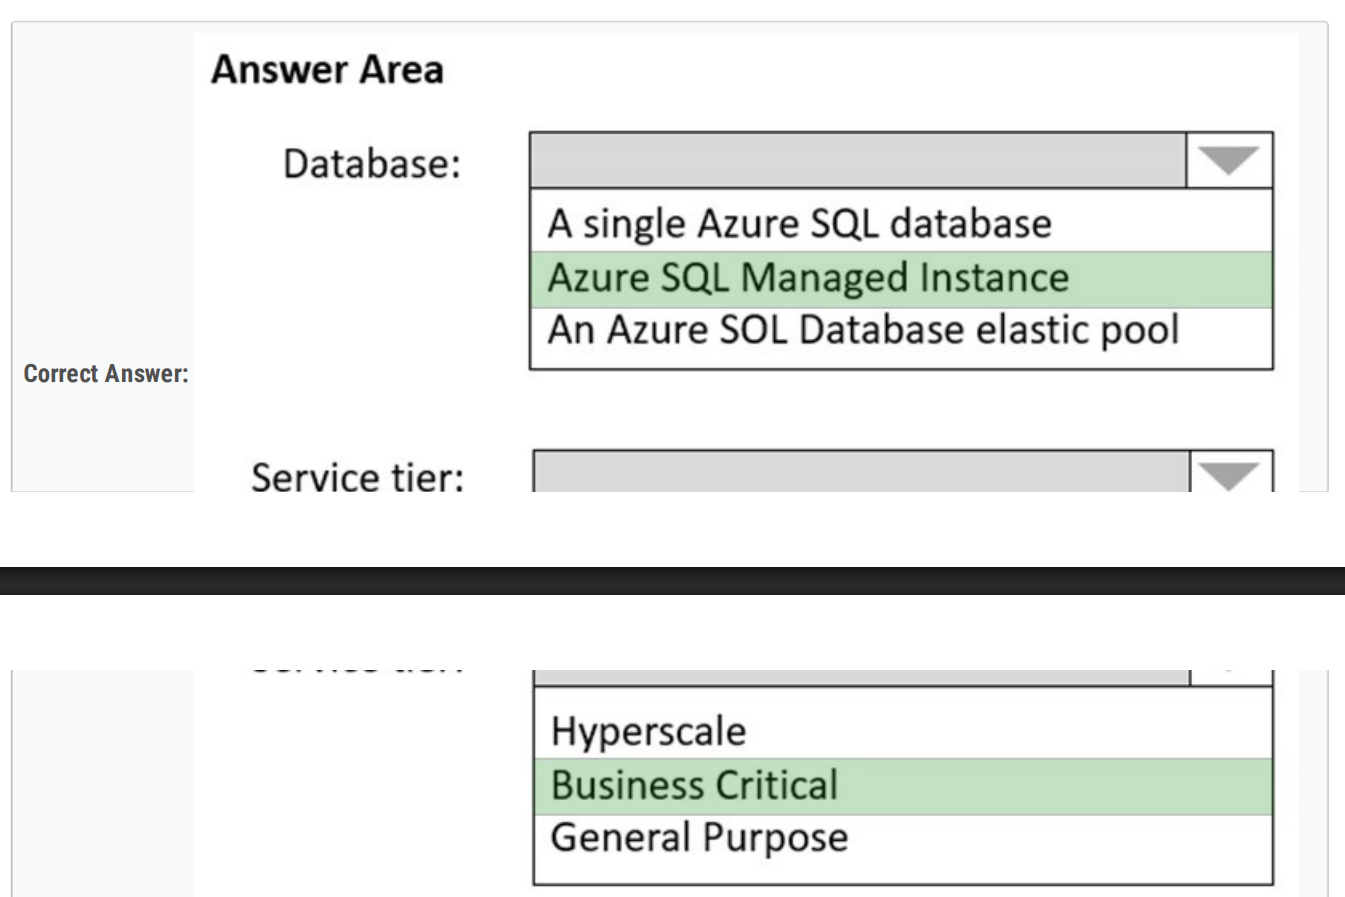 Answer Area
Database:
A single Azure SQL database
Azure SQL Managed Instance
An Azure SOL Database elastic pool
Correct Answer:
Service tier:
Hyperscale
Business Critical
General Purpose